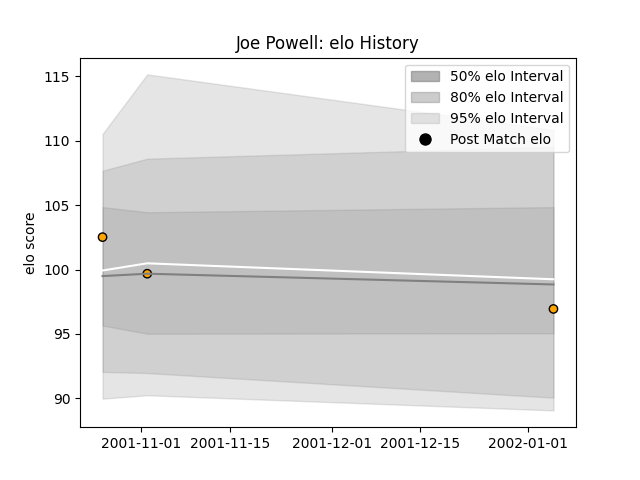 Joe Powell: elo History
115
110
105
100
95
90
elo score
50% elo Interval
80% elo Interval
95% elo Interval
Post Match elo
2001-11-01 2001-11-15 2001-12-01 2001-12-15 2002-01-01